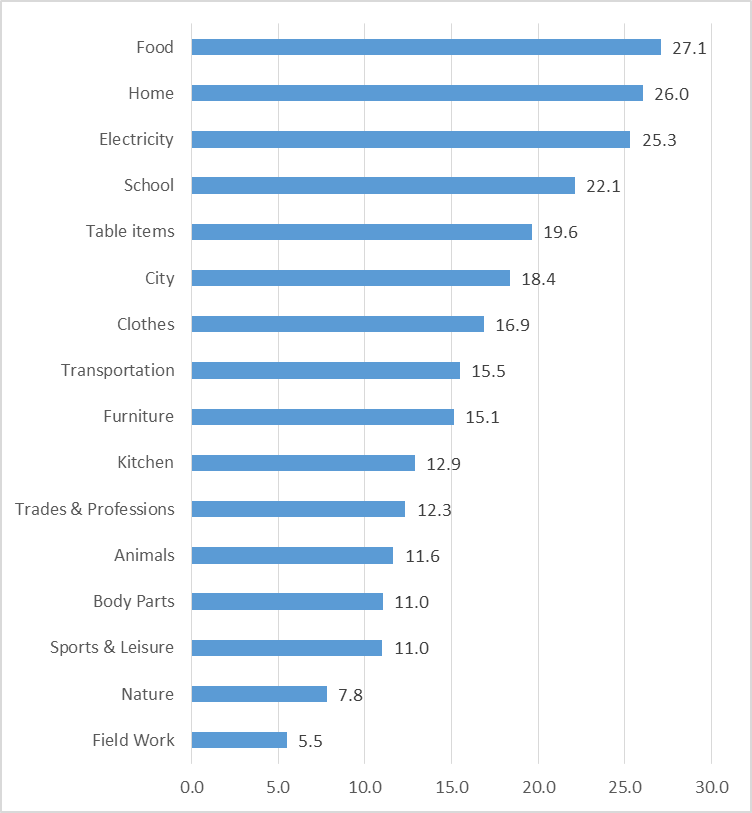 Food 27.1
Home 26.0
Electricity 25.3
School 22.1
Table items 19.6
City 18.4
Clothes 16.9
Transportation 15.5
Furniture 15.1
Kitchen 12.9
Trades & Professions 12.3
Animals 11.6
Body Parts 11.0
Sports & Leisure 11.0
Nature 7.8
Field Work 5.5
0.0 5.0 10.0 15.0 20.0 25.0 30.0